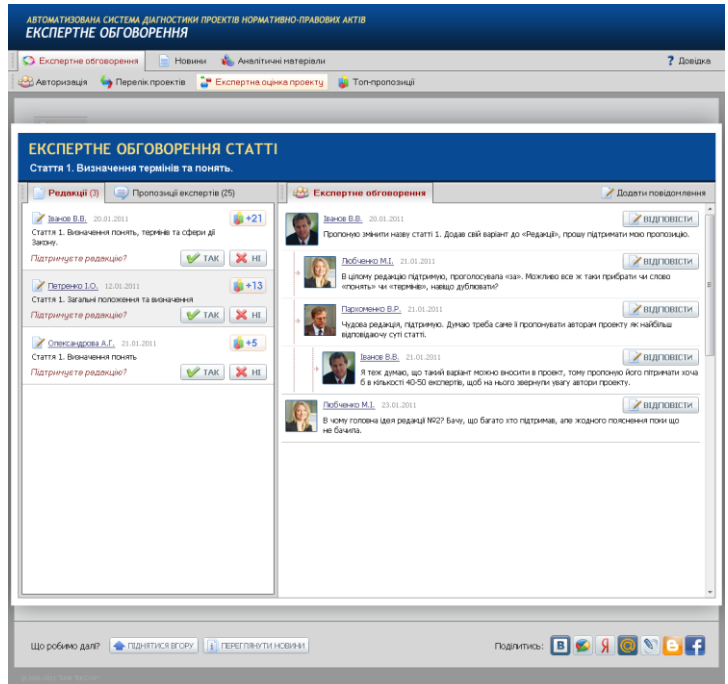 АВТОМАТИЗОВАНА СИСТЕМА ДІАГНОСТИКИ ПРОЕКТІВ НОРМАТИВНО-ПРАВОВИХ АКТІВ
ЕКСПЕРТНЕ ОБГОВОРЕННЯ
Експертне обговорення Новини Аналітичні матеріали ? Довідка
Авторизація Перелік проектів Експертна оцінка проекту Топ-пропозиції
ЕКСПЕРТНЕ ОБГОВОРЕННЯ СТАТТІ
Стаття 1. Визначення термінів та понять.
Редакції (3) Пропозиції експертів (25)
Іванов В.В. 20.01.2011 +21
Стаття 1. Визначення понять, термінів та сфери дії
Закону.
Підтримуєте редакцію? ТАК НІ
Петренко І.О. 12.01.2011 +13
Стаття 1. Загальні положення та визначення
Підтримуєте редакцію? ТАК НІ
Олександрова А.Г. 21.01.2011 +5
Стаття 1. Визначення понять
Підтримуєте редакцію? ТАК НІ
Експертне обговорення Додати повідомлення
Іванов В.В. 20.01.2011 ВІДПОВІСТИ
Пропоную змінити назву статті 1. Додав свій варіант до «Редакції», прошу підтримати мою пропозицію.
Любченко М.І. 21.01.2011 ВІДПОВІСТИ
В цілому редакцію підтримую, проголосувала «за». Можливо все ж таки прибрати чи слово
«понять» чи «термінів», навіщо дублювати?
Пархоменко В.Р. 21.01.2011 ВІДПОВІСТИ
Чудова редакція, підтримую. Думаю треба саме її пропонувати авторам проекту як найбільш
відповідаючу суті статті.
Іванов В.В. 21.01.2011 ВІДПОВІСТИ
Я теж думаю, що такий варіант можно вносити в проект, тому пропоную його пітримати хоча
б в кількості 40-50 експертів, щоб на нього звернули увагу автори проекту.
Любченко М.І. 23.01.2011 ВІДПОВІСТИ
В чому головна ідея редакції №2? Бачу, що багато хто підтримав, але жодного пояснення поки що
не бачила.
Що робимо далі? ПІДНЯТИСЯ ВГОРУ ПЕРЕГЛЯНУТИ НОВИНИ Поділитись: